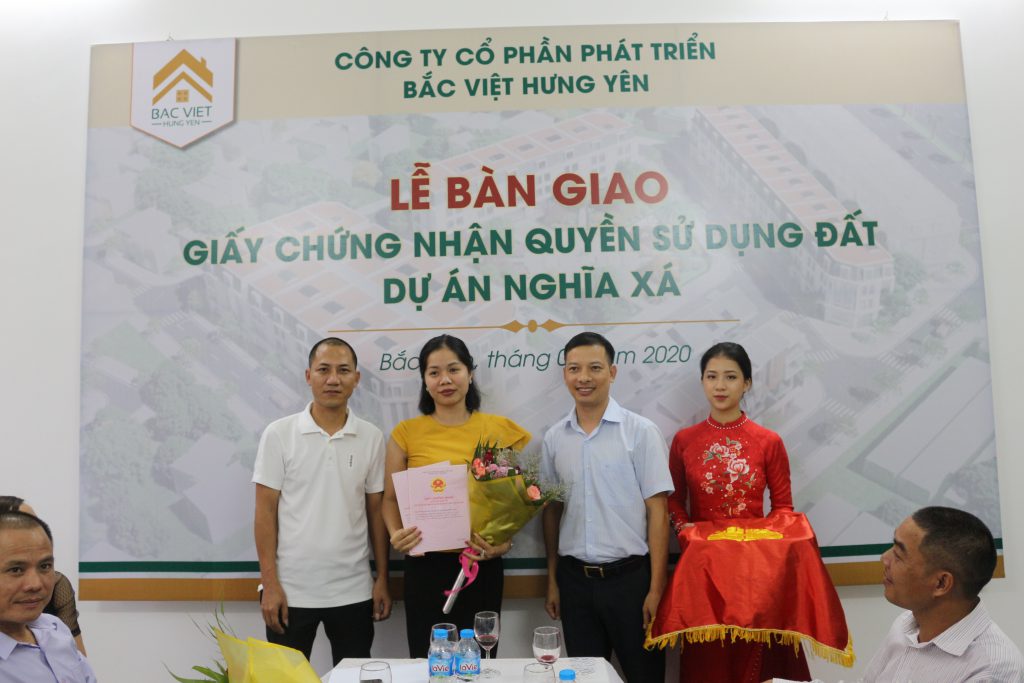 BAC VIET
HUNG YEN
CÔNG TY CỔ PHẦN PHÁT TRIỂN
BẮC VIỆT HƯNG YÊN
LỄ BÀN GIAO
GIẤY CHỨNG NHẬN QUYỀN SỬ DỤNG ĐẤT
DỰ ÁN NGHĨA XÁ
tháng 2020
LaVie